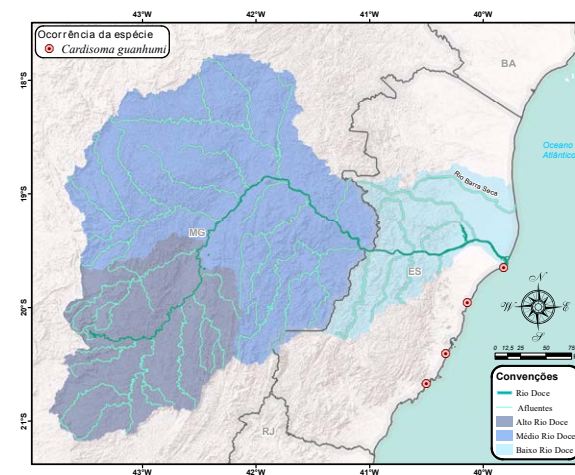 43°W 42°W 41°W 40°W
Ocorrência da espécie
Cardisoma guanhumi
BA
18°S
Oceano
Atlântico
Rio Barra Seca
19°S
MG
ES
N
W E
S
20°S
0 12,5 25 50 75
Convenções
Rio Doce
Afluentes
Alto Rio Doce
Médio Rio Doce
Baixo Rio Doce
21°S
RJ
43°W 42°W 41°W 40°W